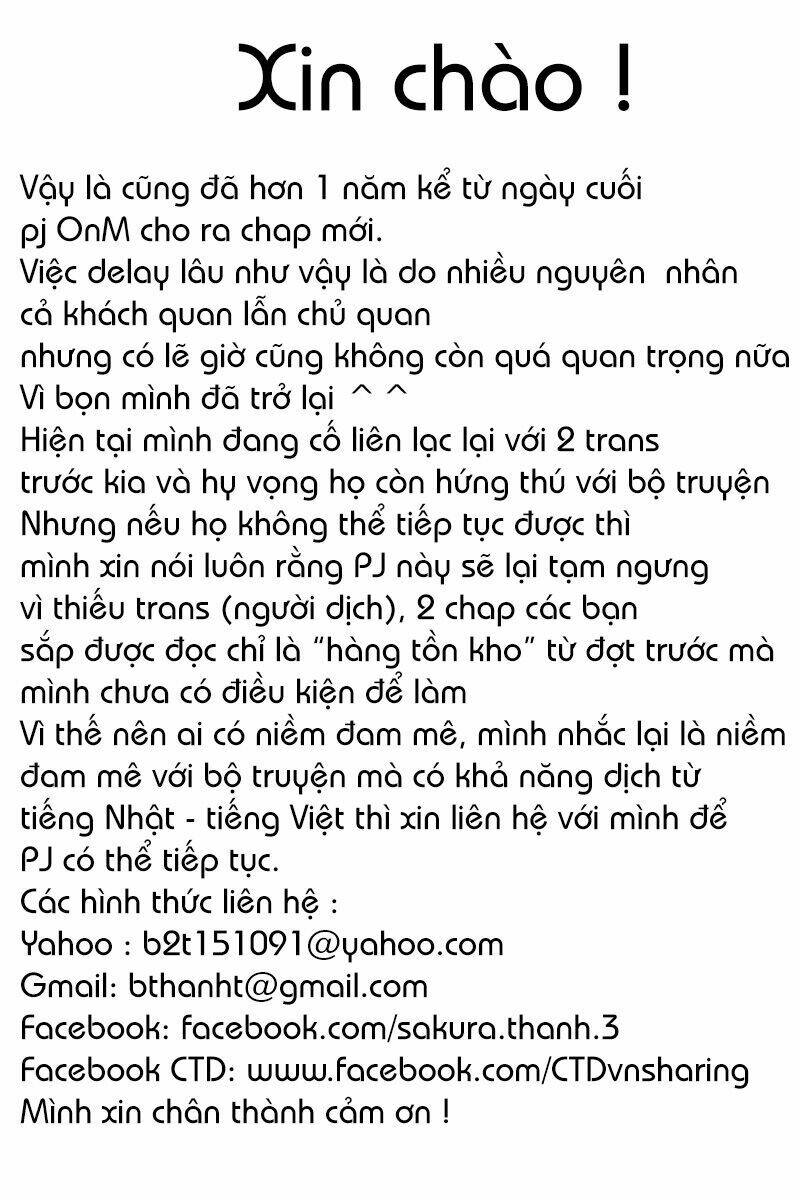 Xin chào !
Vậy là cũng đã hơn 1 năm kể từ ngày cuối
pj OnM cho ra chap mới.
Việc delay lâu như vậy là do nhiều nguyên nhân
cả khách quan lẫn chủ quan
nhưng có lẽ giờ cũng không còn quá quan trọng nữa
Vì bọn mình đã trở lại ^ ^
Hiện tại mình đang cố liên lạc lại với 2 trans
trước kia và hy vọng họ còn hứng thú với bộ truyện
Nhưng nếu họ không thể tiếp tục được thì
mình xin nói luôn rằng PJ này sẽ lại tạm ngưng
vì thiếu trans (người dịch), 2 chap các bạn
sắp được đọc chỉ là “hàng tồn kho” từ đợt trước mà
mình chưa có điều kiện để làm
Vì thế nên ai có niềm đam mê, mình nhắc lại là niềm
đam mê với bộ truyện mà có khả năng dịch từ
tiếng Nhật - tiếng Việt thì xin liên hệ với mình để
PJ có thể tiếp tục.
Các hình thức liên hệ :
Yahoo : b2t151091@yahoo.com
Gmail: bthanht@gmail.com
Facebook: facebook.com/sakura.thanh.3
Facebook CTD: www.facebook.com/CTDvnsharing
Mình xin chân thành cảm ơn !